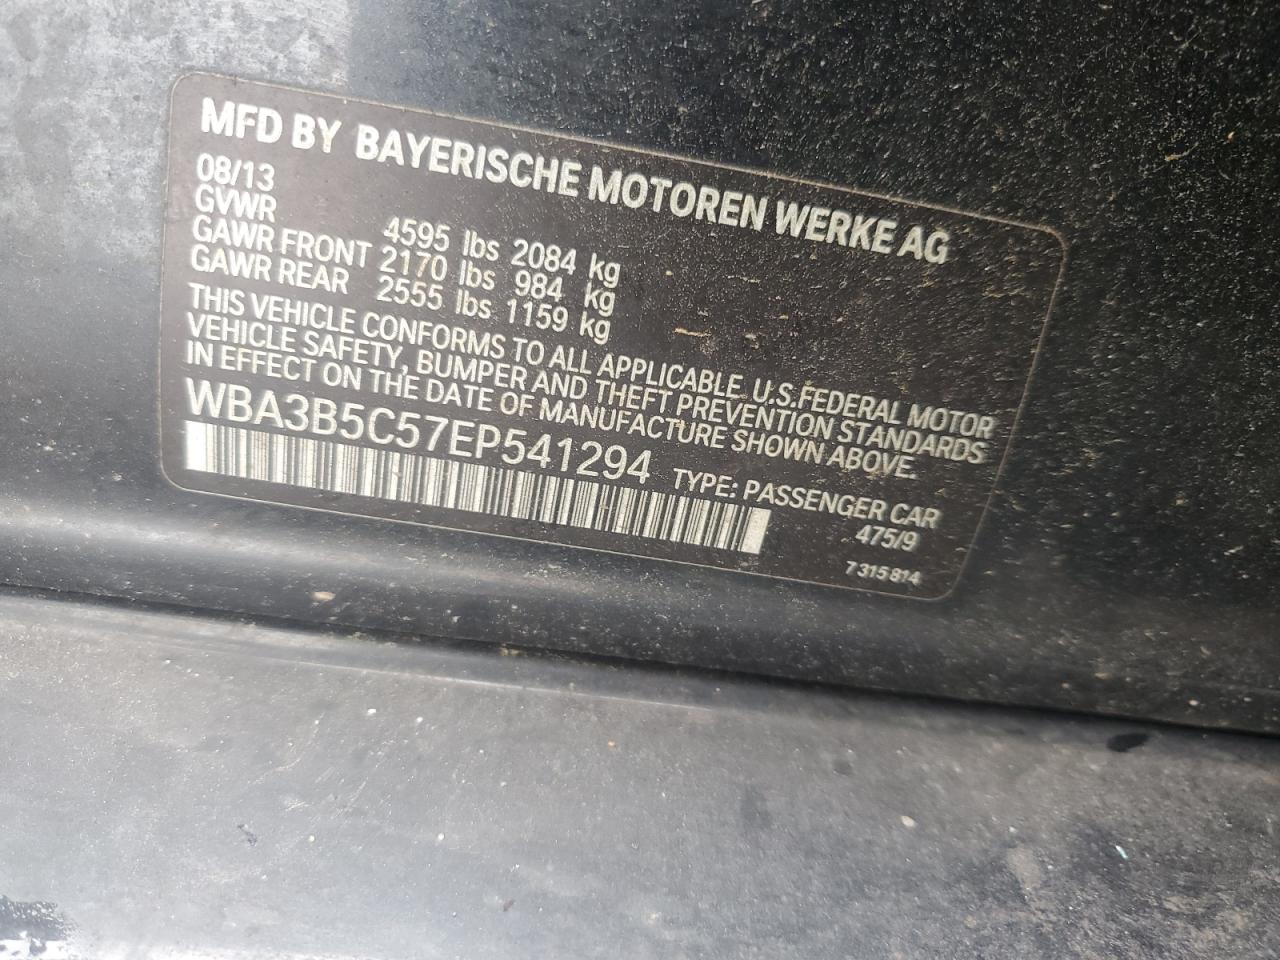 MFD BY BAYERISCHE MOTOREN WERKE AG
08/13
GVWR 4595 lbs 2084 kg
GAWR FRONT 2170 lbs 984 kg
GAWR REAR 2555 lbs 1159 kg
THIS VEHICLE CONFORMS TO ALL APPLICABLE U.S.FEDERAL MOTOR
VEHICLE SAFETY, BUMPER AND THEFT PREVENTION STANDARDS
IN EFFECT ON THE DATE OF MANUFACTURE SHOWN ABOVE.
WBA3B5C57EP541294 TYPE: PASSENGER CAR
475/9
7 315 814